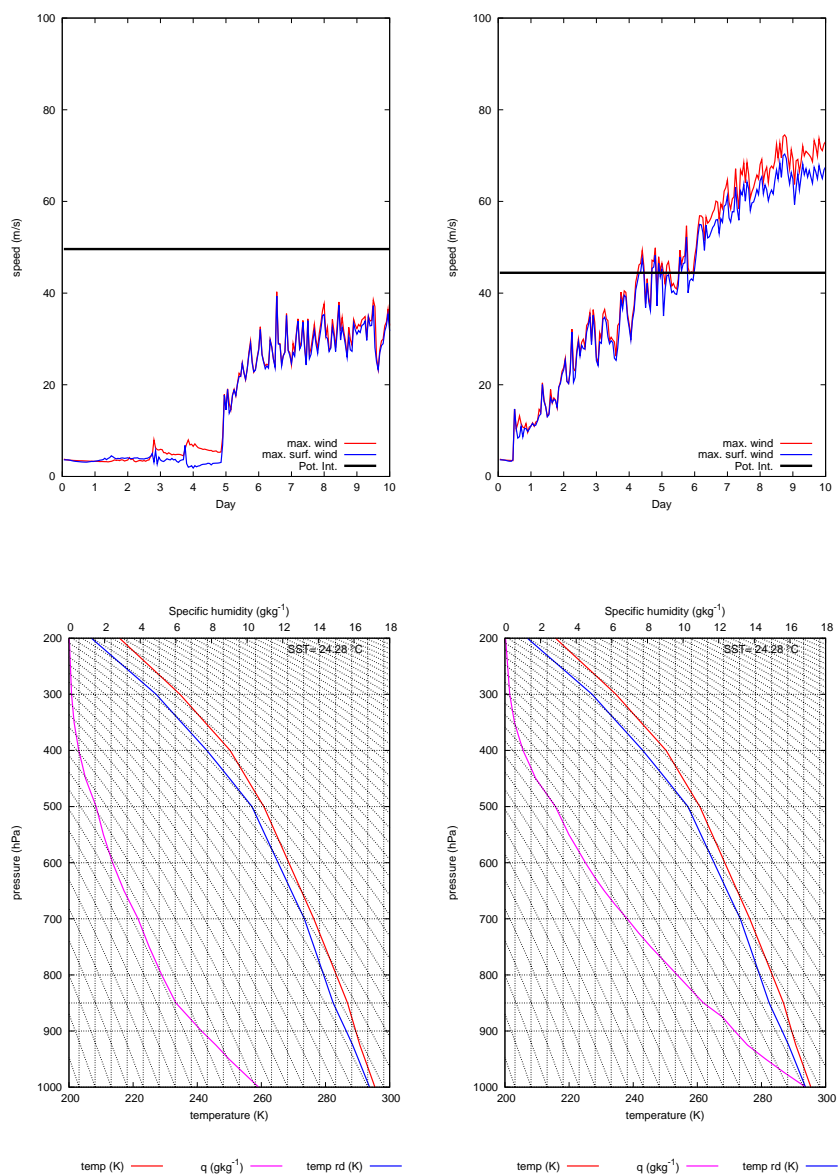 100
80
60
40
20
0
speed (m/s)
max. wind
max. surf. wind
Pot. Int.
0 1 2 3 4 5 6 7 8 9 10
Day
100
80
60
40
20
0
speed (m/s)
max. wind
max. surf. wind
Pot. Int.
0 1 2 3 4 5 6 7 8 9 10
Day
Specific humidity (gkg-1)
0 2 4 6 8 10 12 14 16 18
SST= 24.28 °C
200
300
400
500
600
700
800
900
1000
pressure (hPa)
200 220 240 260 280 300
temperature (K)
Specific humidity (gkg-1)
0 2 4 6 8 10 12 14 16 18
SST= 24.28 °C
200
300
400
500
600
700
800
900
1000
pressure (hPa)
200 220 240 260 280 300
temperature (K)
temp (K) q (gkg-1) temp rd (K)
temp (K) q (gkg-1) temp rd (K)